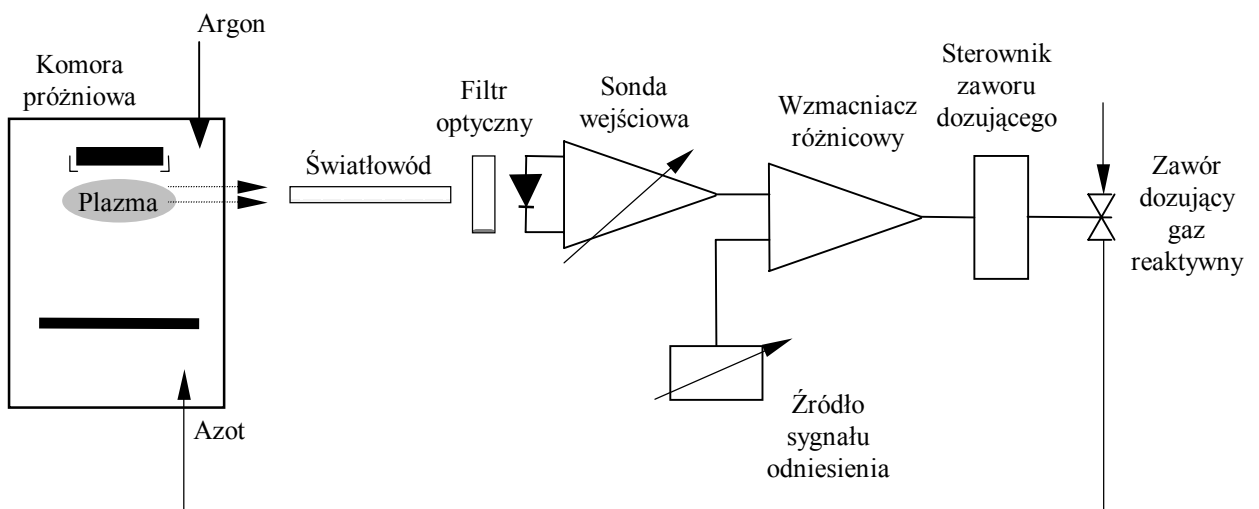 Argon
Komora
próżniowa
Plazma
Azot
Światłowód
Filtr
optyczny
Sonda
wejściowa
Wzmacniacz
różnicowy
Źródło
sygnału
odniesienia
Sterownik
zaworu
dozującego
Zawór
dozujący
gaz
reaktywny